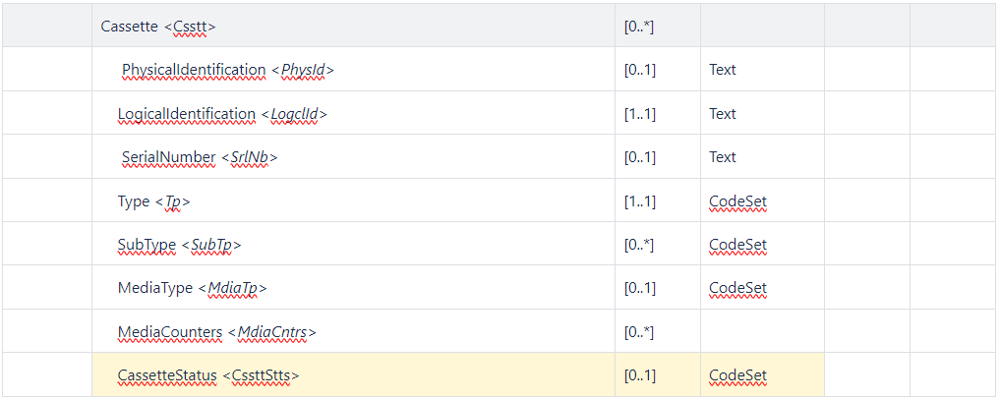 Cassette <Csstt> [0..*]
PhysicalIdentification <PhysId> [0..1] Text
LogicalIdentification <LogclId> [1..1] Text
SerialNumber <SrlNb> [0..1] Text
Type <Tp> [1..1] CodeSet
SubType <SubTp> [0..*] CodeSet
MediaType <MdiaTp> [0..1] CodeSet
MediaCounters <MdiaCntrs> [0..*]
CassetteStatus <CssttStts> [0..1] CodeSet